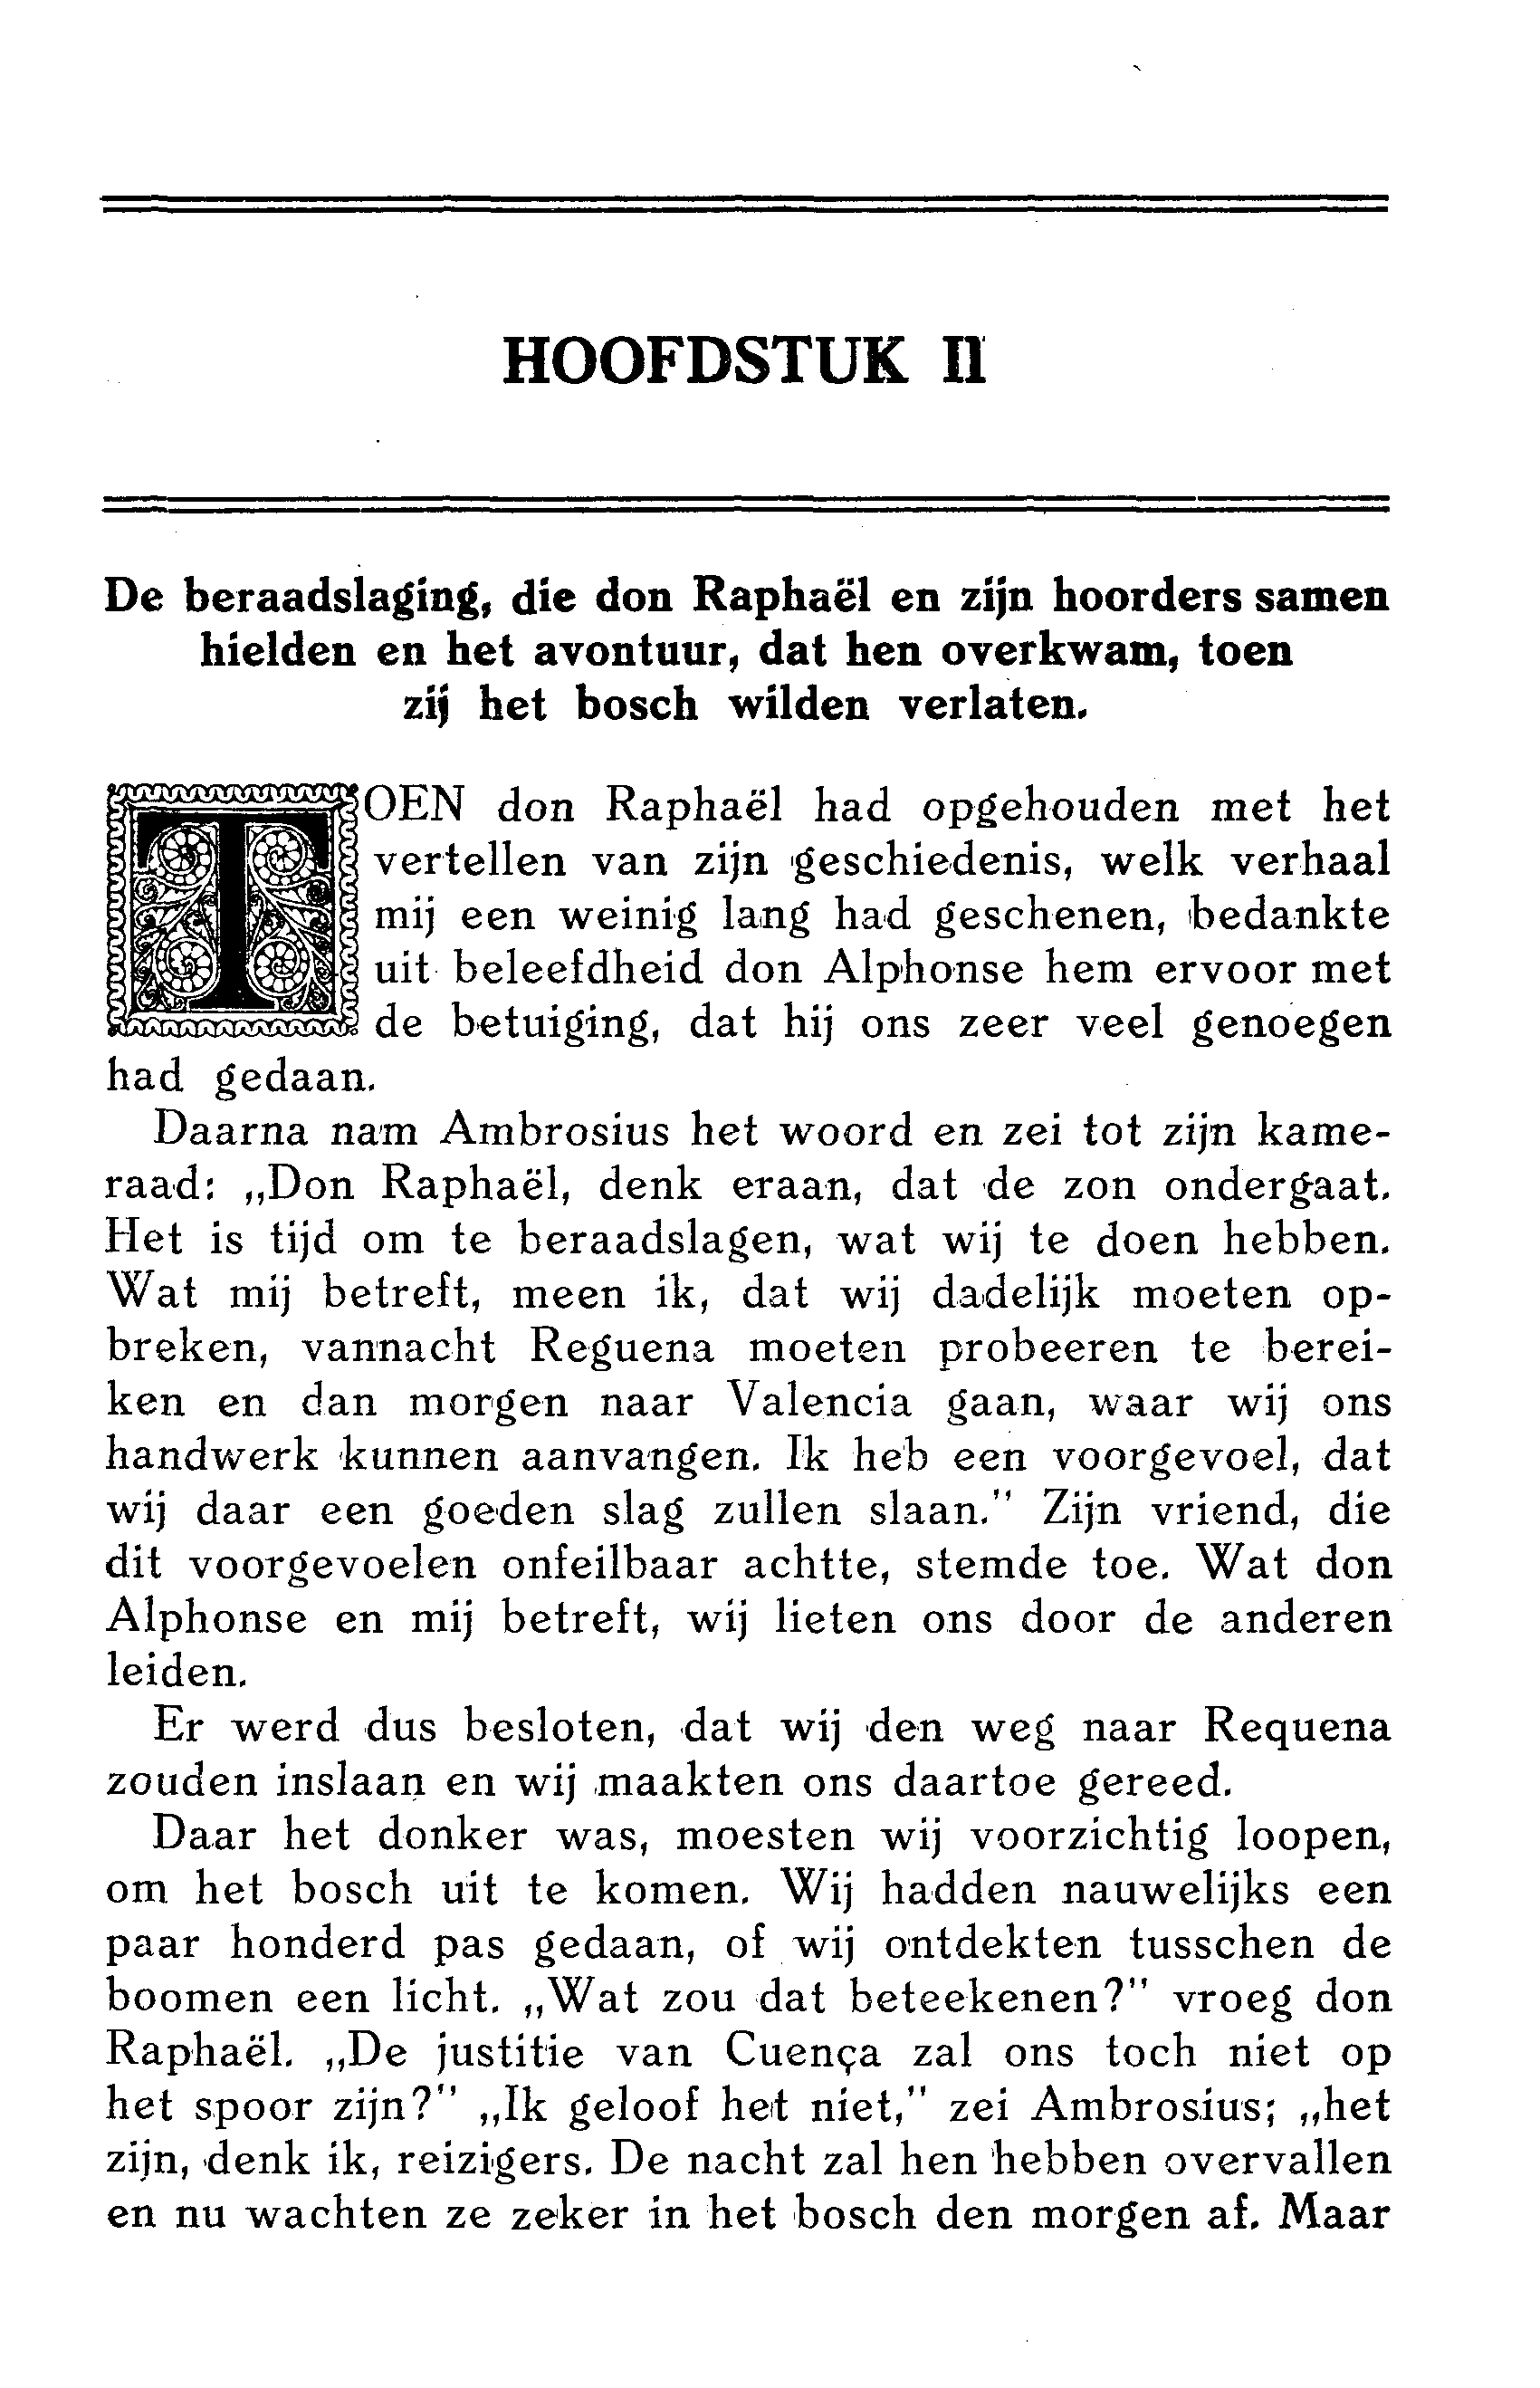 HOOFDSTUK II
De beraadslaging, die don Raphaël en zijn hoorders samen
hielden en het avontuur, dat hen overkwam, toen
zij het bosch wilden verlaten.
TOEN don Raphaël had opgehouden met het
vertellen van zijn geschiedenis, welk verhaal
mij een weinig lang had geschenen, bedankte
uit beleefdheid don Alphonse hem ervoor met
de betuiging, dat hij ons zeer veel genoegen
had gedaan.
Daarna nam Ambrosius het woord en zei tot zijn kame-
raad: „Don Raphaël, denk eraan, dat de zon ondergaat.
Het is tijd om te beraadslagen, wat wij te doen hebben.
Wat mij betreft, meen ik, dat wij dadelijk moeten op-
breken, vannacht Reguena moeten probeeren te berei-
ken en dan morgen naar Valencia gaan, waar wij ons
handwerk kunnen aanvangen. Ik heb een voorgevoel, dat
wij daar een goeden slag zullen slaan." Zijn vriend, die
dit voorgevoelen onfeilbaar achtte, stemde toe. Wat don
Alphonse en mij betreft, wij lieten ons door de anderen
leiden.
Er werd dus besloten, dat wij den weg naar Requena
zouden inslaan en wij maakten ons daartoe gereed.
Daar het donker was, moesten wij voorzichtig loopen,
om het bosch uit te komen. Wij hadden nauwelijks een
paar honderd pas gedaan, of wij ontdekten tusschen de
boomen een licht. „Wat zou dat beteekenen?" vroeg don
Raphaël. „De justitie van Cuença zal ons toch niet op
het spoor zijn?" „Ik geloof het niet," zei Ambrosius; „het
zijn, denk ik, reizigers. De nacht zal hen hebben overvallen
en nu wachten ze zeker in het bosch den morgen af. Maar